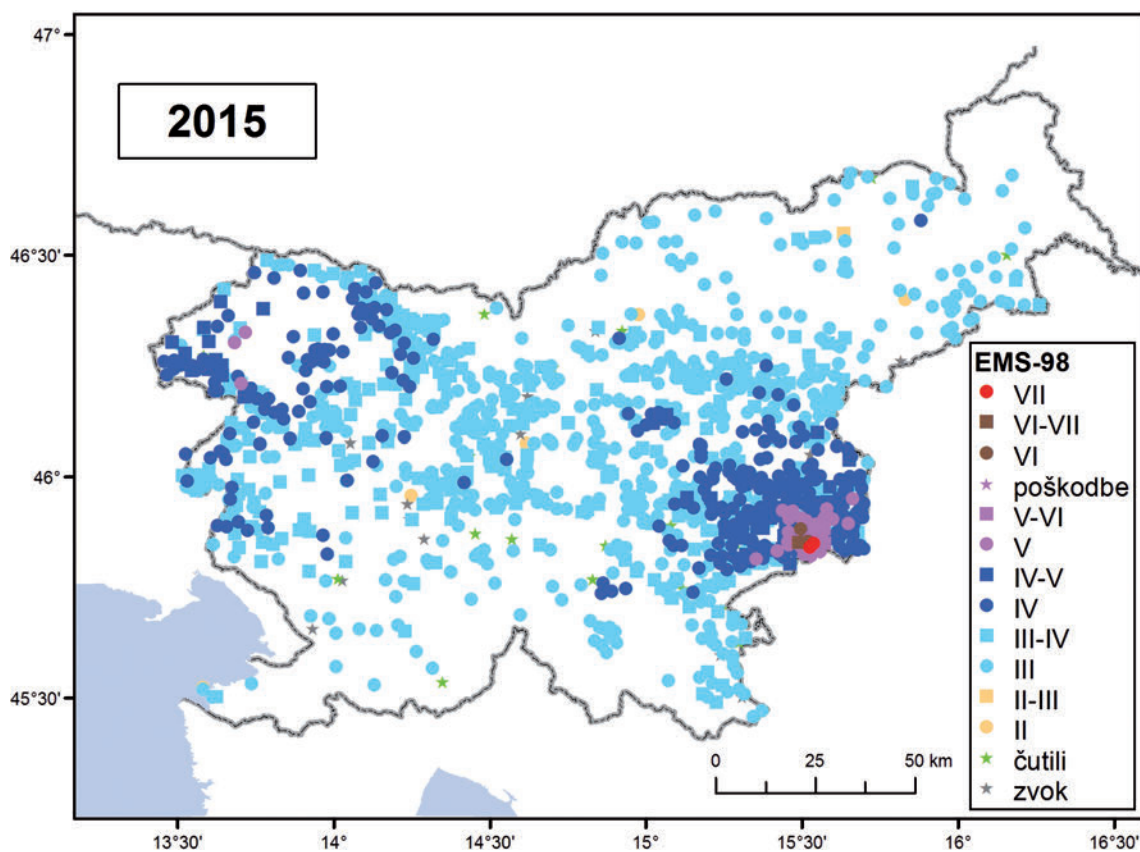 2015
47°
46°30'
46°
45°30'
13°30'
14°
14°30'
15°
15°30'
16°
16°30'
0
25
50 km
EMS-98
VII
VI-VII
VI
poškodbe
V-VI
V
IV-V
IV
III-IV
III
II-III
II
čutili
zvok